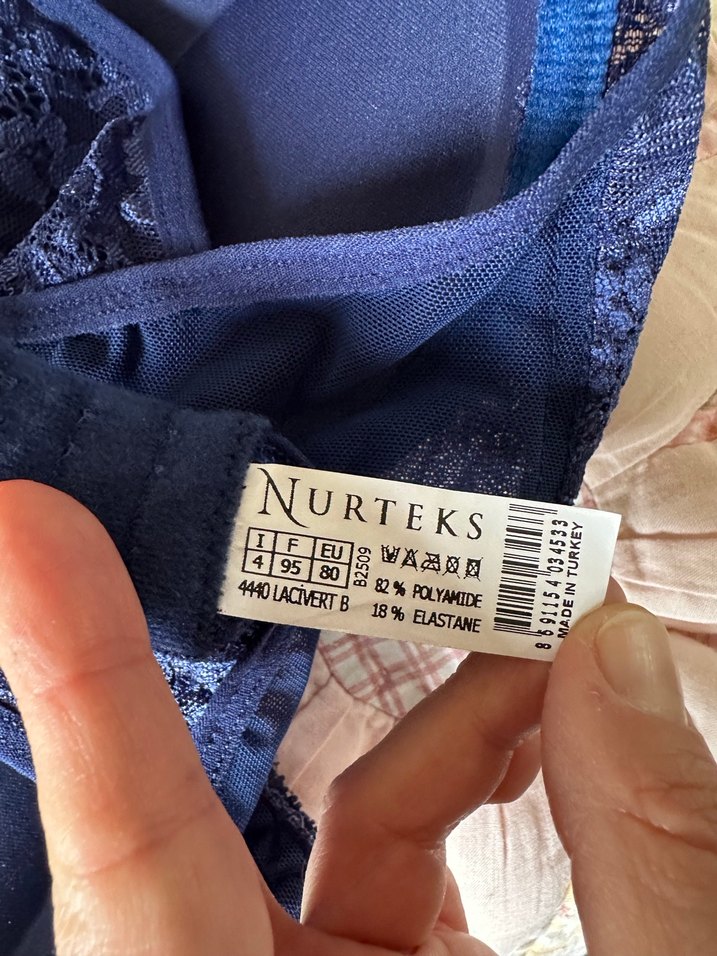 NURTEKS
I F EU
4 95 80
B2509
4440 LACİVERT B
82 % POLYAMIDE
18 % ELASTANE
8 691154 034533
MADE IN TURKEY